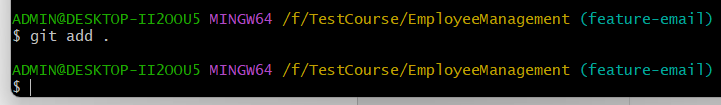 ADMIN@DESKTOP-II2OOU5 MINGW64 /f/TestCourse/EmployeeManagement (feature-email)
$ git add .
ADMIN@DESKTOP-II2OOU5 MINGW64 /f/TestCourse/EmployeeManagement (feature-email)
$